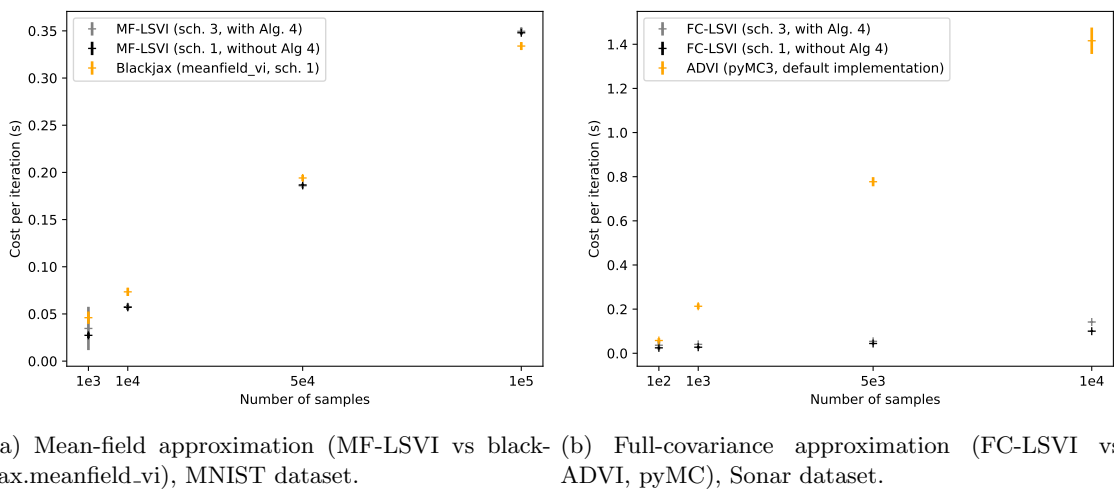 MF-LSVI (sch. 3, with Alg. 4)
MF-LSVI (sch. 1, without Alg 4)
Blackjax (meanfield_vi, sch. 1)
0.35
0.30
0.25
0.20
0.15
0.10
0.05
0.00
Cost per iteration (s)
1e3 1e4 5e4 1e5
Number of samples
FC-LSVI (sch. 3, with Alg. 4)
FC-LSVI (sch. 1, without Alg 4)
ADVI (pyMC3, default implementation)
1.4
1.2
1.0
0.8
0.6
0.4
0.2
0.0
Cost per iteration (s)
1e2 1e3 5e3 1e4
Number of samples
a) Mean-field approximation (MF-LSVI vs black-
ax.meanfield_vi), MNIST dataset.
(b) Full-covariance approximation (FC-LSVI vs
ADVI, pyMC), Sonar dataset.